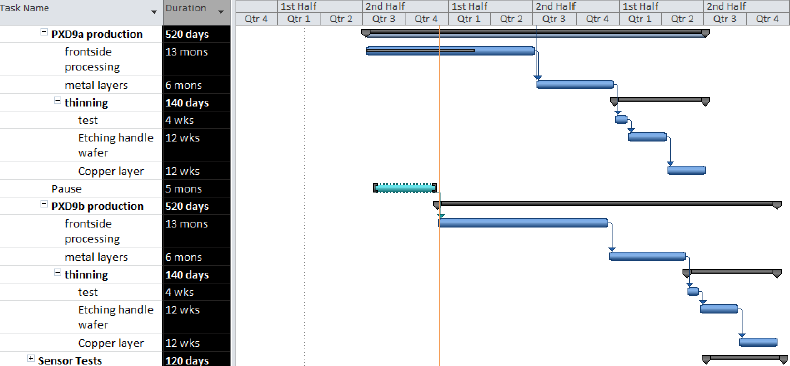 Task Name Duration
1st Half 2nd Half 1st Half 2nd Half 1st Half 2nd Half
Qtr 4 Qtr 1 Qtr 2 Qtr 3 Qtr 4 Qtr 1 Qtr 2 Qtr 3 Qtr 4 Qtr 1 Qtr 2 Qtr 3 Qtr 4
PXD9a production 520 days
frontside 13 mons
processing
metal layers 6 mons
thinning 140 days
test 4 wks
Etching handle 12 wks
wafer
Copper layer 12 wks
Pause 5 mons
PXD9b production 520 days
frontside 13 mons
processing
metal layers 6 mons
thinning 140 days
test 4 wks
Etching handle 12 wks
wafer
Copper layer 12 wks
Sensor Tests 120 days